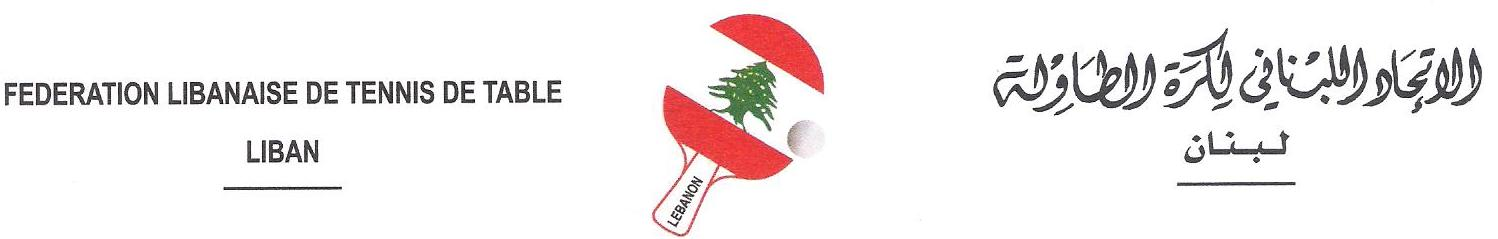 FEDERATION LIBANAISE DE TENNIS DE TABLE
LIBAN
LEBANON
الاتحاد اللبناني لكرة الطاولة
لبنان